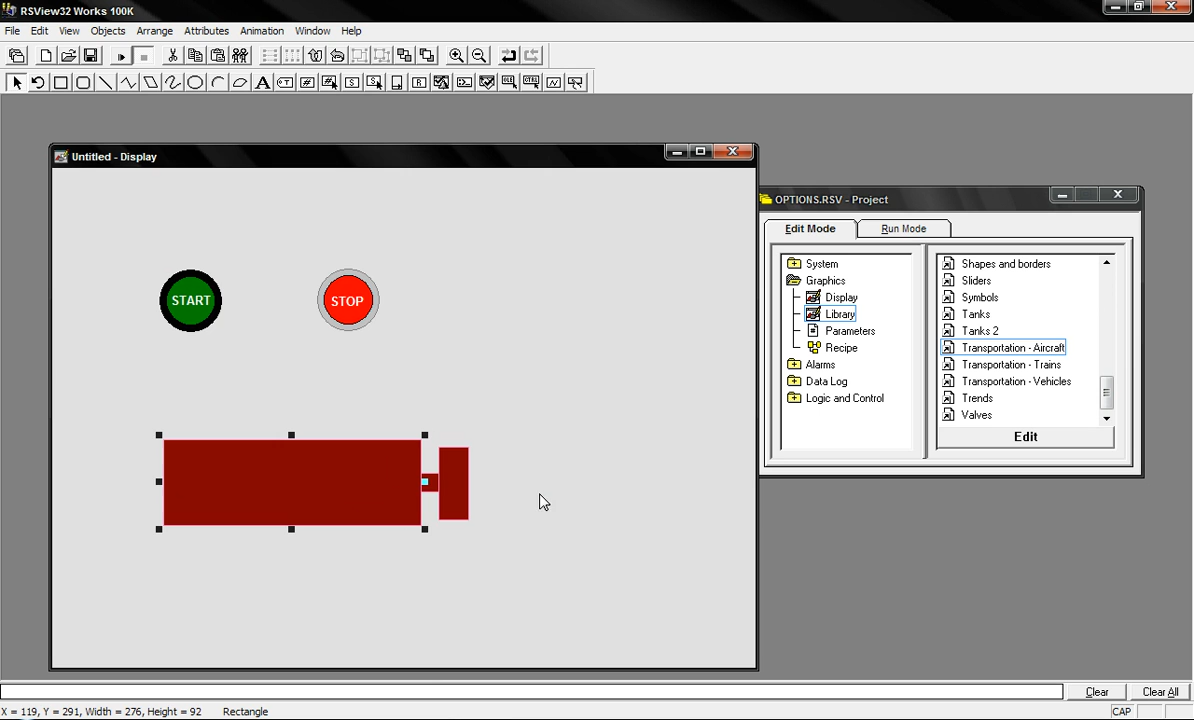 RSView32 Works 100K
File Edit View Objects Arrange Attributes Animation Window Help
Untitled - Display
START
STOP
OPTIONS.RSV - Project
Edit Mode Run Mode
System
Graphics
Display
Library
Parameters
Recipe
Alarms
Data Log
Logic and Control
Shapes and borders
Sliders
Symbols
Tanks
Tanks 2
Transportation - Aircraft
Transportation - Trains
Transportation - Vehicles
Trends
Valves
Edit
Clear Clear All
X = 119, Y = 291, Width = 276, Height = 92 Rectangle CAP